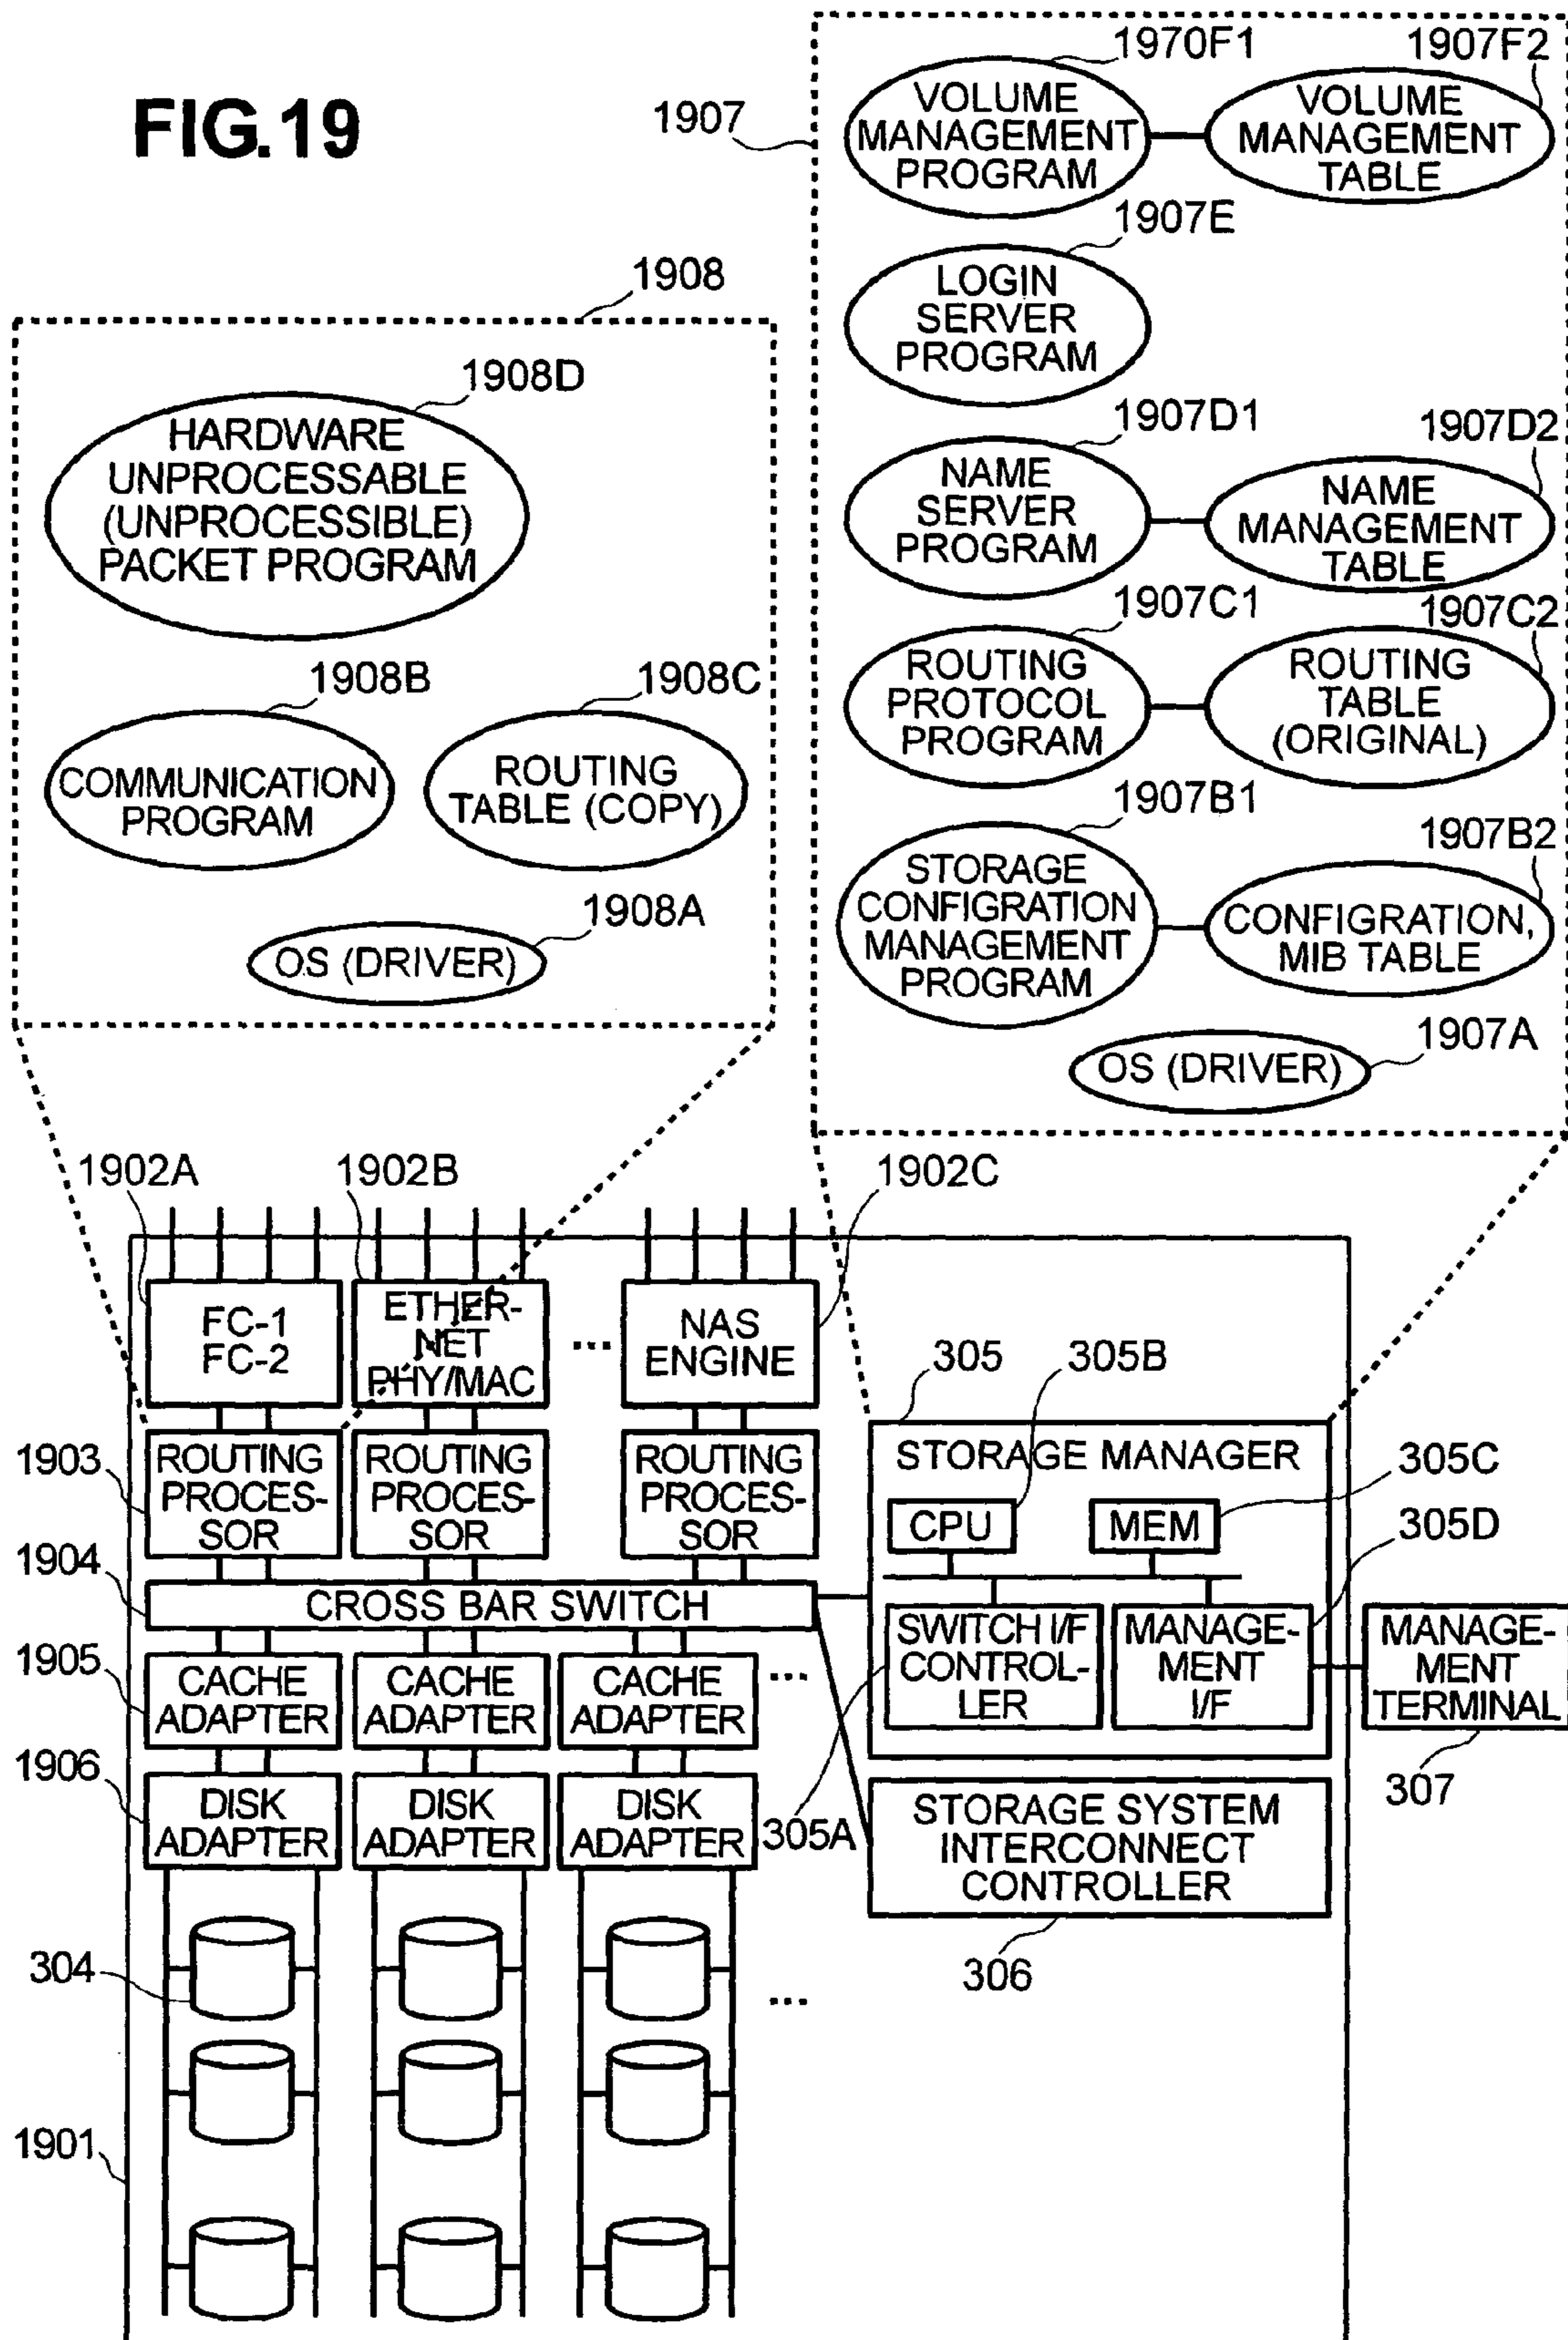 FIG.19
1907
1970F1
VOLUME
MANAGEMENT
PROGRAM
1907F2
VOLUME
MANAGEMENT
TABLE
1907E
LOGIN
SERVER
PROGRAM
1907D1
NAME
SERVER
PROGRAM
1907D2
NAME
MANAGEMENT
TABLE
1907C1
ROUTING
PROTOCOL
PROGRAM
1907C2
ROUTING
TABLE
(ORIGINAL)
1907B1
STORAGE
CONFIGRATION
MANAGEMENT
PROGRAM
1907B2
CONFIGRATION,
MIB TABLE
1907A
OS (DRIVER)
1908
1908D
HARDWARE
UNPROCESSABLE
(UNPROCESSIBLE)
PACKET PROGRAM
1908B
COMMUNICATION
PROGRAM
1908C
ROUTING
TABLE (COPY)
1908A
OS (DRIVER)
1902A
1902B
1902C
FC-1
FC-2
ETHER-
NET
PHY/MAC
...
NAS
ENGINE
1903
ROUTING
PROCES-
SOR
ROUTING
PROCES-
SOR
ROUTING
PROCES-
SOR
1904
CROSS BAR SWITCH
1905
CACHE
ADAPTER
CACHE
ADAPTER
CACHE
ADAPTER
...
1906
DISK
ADAPTER
DISK
ADAPTER
DISK
ADAPTER
304
...
1901
305
305B
STORAGE MANAGER
305C
CPU
MEM
305D
SWITCH I/F
CONTROL-
LER
MANAGE-
MENT
I/F
MANAGE-
MENT
TERMINAL
307
305A
STORAGE SYSTEM
INTERCONNECT
CONTROLLER
306